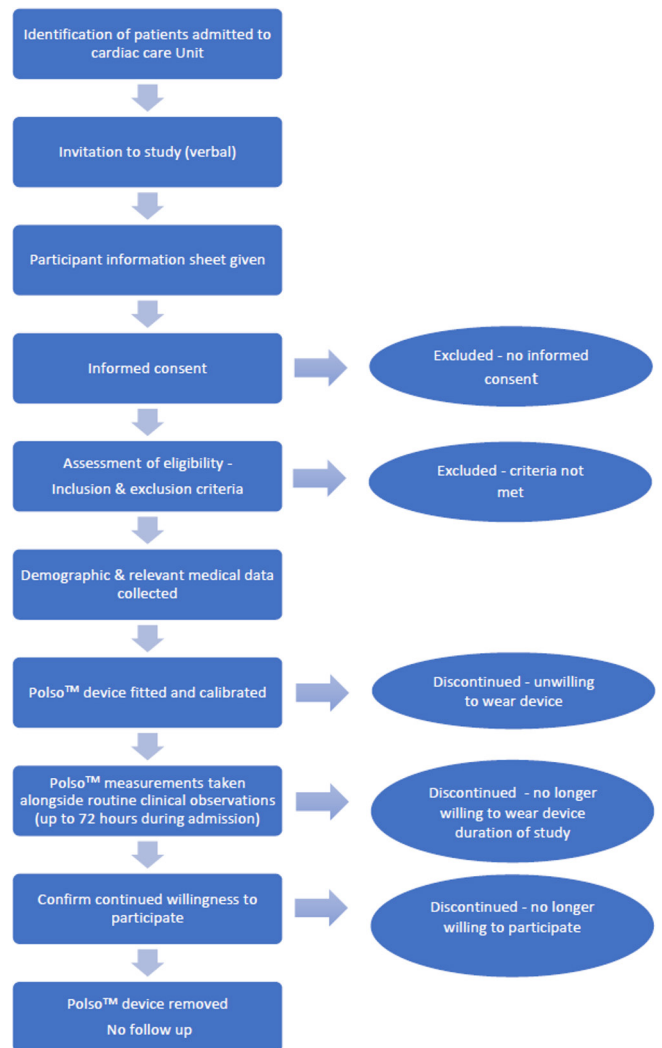 Identification of patients admitted to
cardiac care Unit
Invitation to study (verbal)
Participant information sheet given
Informed consent
Excluded - no informed
consent
Assessment of eligibility -
Inclusion & exclusion criteria
Excluded - criteria not
met
Demographic & relevant medical data
collected
Polso™ device fitted and calibrated
Discontinued - unwilling
to wear device
Polso™ measurements taken
alongside routine clinical observations
(up to 72 hours during admission)
Discontinued - no longer
willing to wear device
duration of study
Confirm continued willingness to
participate
Discontinued - no longer
willing to participate
Polso™ device removed
No follow up